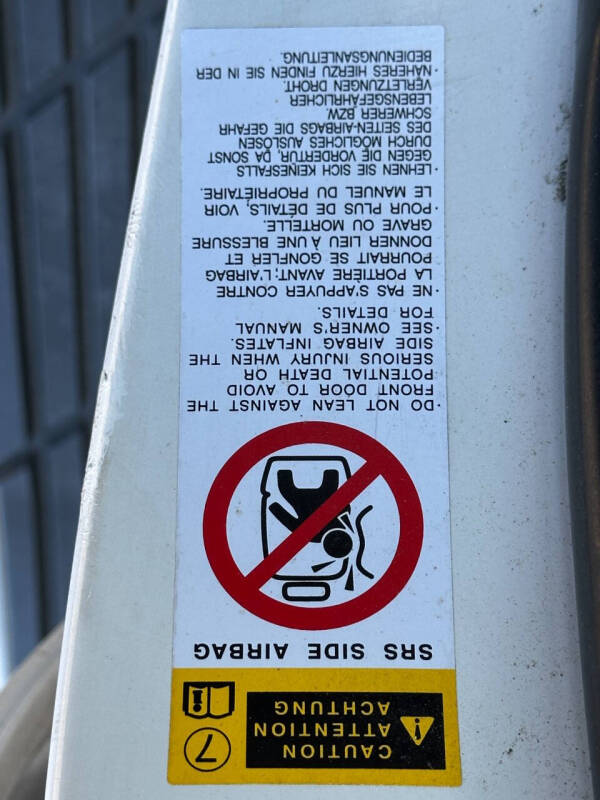 CAUTION
ATTENTION
ACHTUNG
7
SRS SIDE AIRBAG
·DO NOT LEAN AGAINST THE
FRONT DOOR TO AVOID
POTENTIAL DEATH OR
SERIOUS INJURY WHEN THE
SIDE AIRBAG INFLATES.
·SEE OWNER'S MANUAL
FOR DETAILS.
·NE PAS S'APPUYER CONTRE
LA PORTIÈRE AVANT; L'AIRBAG
POURRAIT SE GONFLER ET
DONNER LIEU À UNE BLESSURE
GRAVE OU MORTELLE.
·POUR PLUS DE DÉTAILS, VOIR
LE MANUEL DU PROPRIÉTAIRE.
·LEHNEN SIE SICH KEINESFALLS
GEGEN DIE VORDERTÜR, DA SONST
DURCH MÖGLICHES AUSLÖSEN
DES SEITEN-AIRBAGS DIE GEFAHR
SCHWERER BZW.
LEBENSGEFÄHRLICHER
VERLETZUNGEN DROHT.
·NÄHERES HIERZU FINDEN SIE IN DER
BEDIENUNGSANLEITUNG.